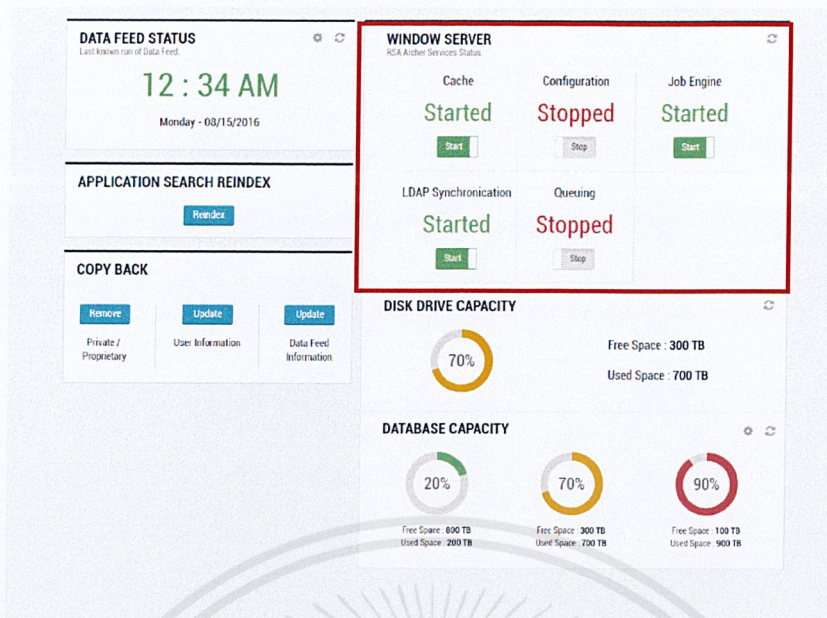 DATA FEED STATUS
Last known run of Data Feed.
12 : 34 AM
Monday - 08/15/2016
APPLICATION SEARCH REINDEX
Reindex
COPY BACK
Remove
Update
Update
Private /
Proprietary
User Information
Data Feed
Information
WINDOW SERVER
RSA Archer Services Status.
Cache
Configuration
Job Engine
Started
Stopped
Started
Start
Stop
Start
LDAP Synchronication
Queuing
Started
Stopped
Start
Stop
DISK DRIVE CAPACITY
70%
Free Space : 300 TB
Used Space : 700 TB
DATABASE CAPACITY
20%
70%
90%
Free Space : 800 TB
Used Space : 200 TB
Free Space : 300 TB
Used Space : 700 TB
Free Space : 100 TB
Used Space : 900 TB